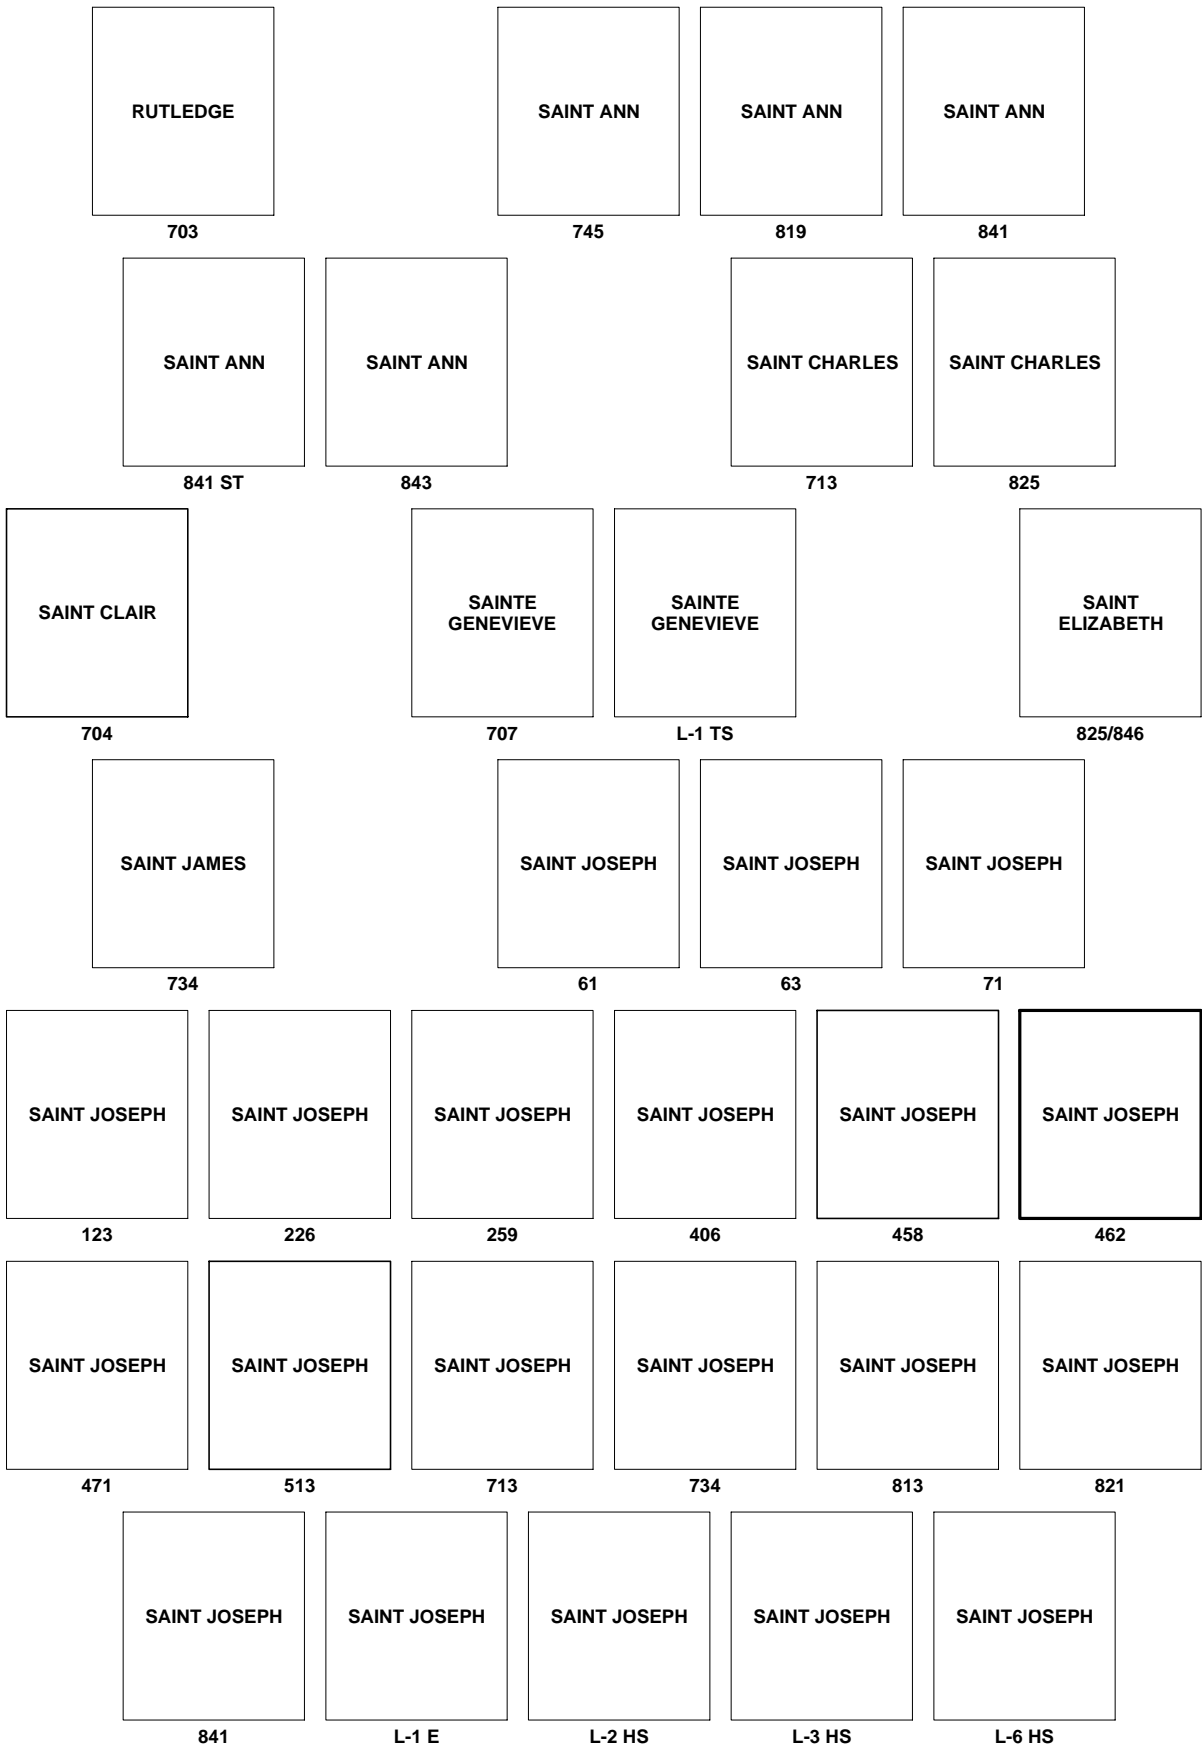 RUTLEDGE
SAINT ANN
SAINT ANN
SAINT ANN
703
745
819
841
SAINT ANN
SAINT ANN
SAINT CHARLES
SAINT CHARLES
841 ST
843
713
825
SAINT CLAIR
SAINTE
GENEVIEVE
SAINTE
GENEVIEVE
SAINT
ELIZABETH
704
707
L-1 TS
825/846
SAINT JAMES
SAINT JOSEPH
SAINT JOSEPH
SAINT JOSEPH
734
61
63
71
SAINT JOSEPH
SAINT JOSEPH
SAINT JOSEPH
SAINT JOSEPH
SAINT JOSEPH
SAINT JOSEPH
123
226
259
406
458
462
SAINT JOSEPH
SAINT JOSEPH
SAINT JOSEPH
SAINT JOSEPH
SAINT JOSEPH
SAINT JOSEPH
471
513
713
734
813
821
SAINT JOSEPH
SAINT JOSEPH
SAINT JOSEPH
SAINT JOSEPH
SAINT JOSEPH
841
L-1 E
L-2 HS
L-3 HS
L-6 HS